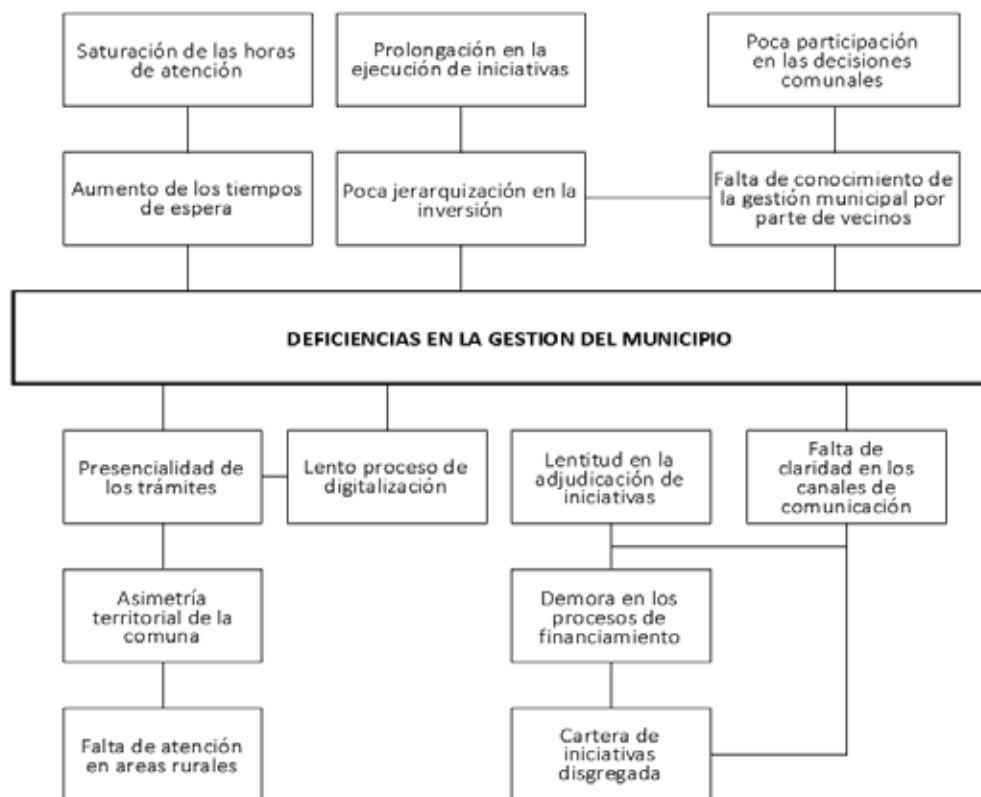 Saturación de las horas
de atención
Prolongación en la
ejecución de iniciativas
Poca participación
en las decisiones
comunales
Aumento de los tiempos
de espera
Poca jerarquización en la
inversión
Falta de conocimiento de
la gestión municipal por
parte de vecinos
DEFICIENCIAS EN LA GESTION DEL MUNICIPIO
Presencialidad de
los trámites
Lento proceso de
digitalización
Lentitud en la
adjudicación de
iniciativas
Falta de
claridad en los
canales de
comunicación
Asimetría
territorial de la
comuna
Demora en los
procesos de
financiamiento
Falta de atención
en areas rurales
Cartera de
iniciativas
disgregada